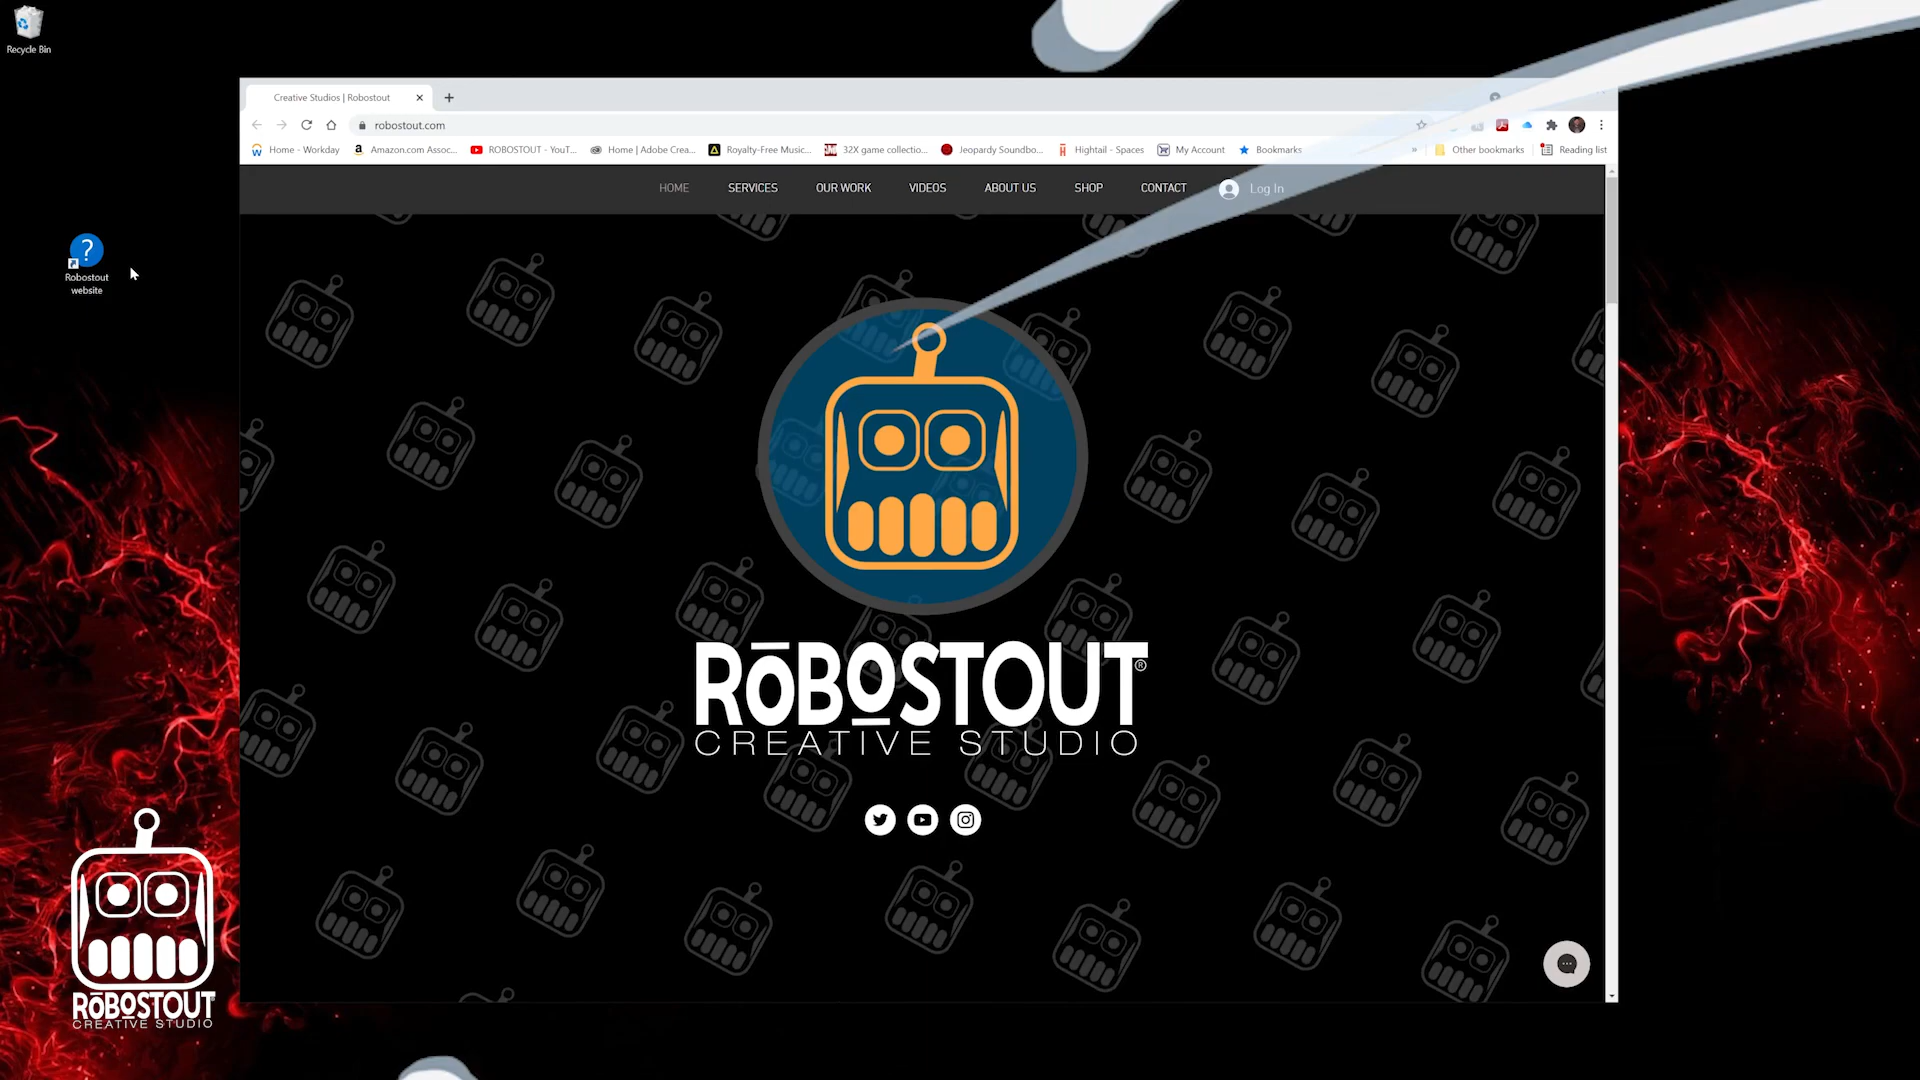 Recycle Bin
Creative Studios | Robostout
robostout.com
Home - Workday
Amazon.com Assoc...
ROBOSTOUT - YouT...
Home | Adobe Crea...
Royalty-Free Music...
32X game collectio...
Jeopardy Soundbo...
Hightail - Spaces
My Account
Bookmarks
»
Other bookmarks
Reading list
HOME
SERVICES
OUR WORK
VIDEOS
ABOUT US
SHOP
CONTACT
Log In
?
Robostout
website
RōBoSTOUT®
CREATIVE STUDIO
RōBoSTOUT
CREATIVE STUDIO